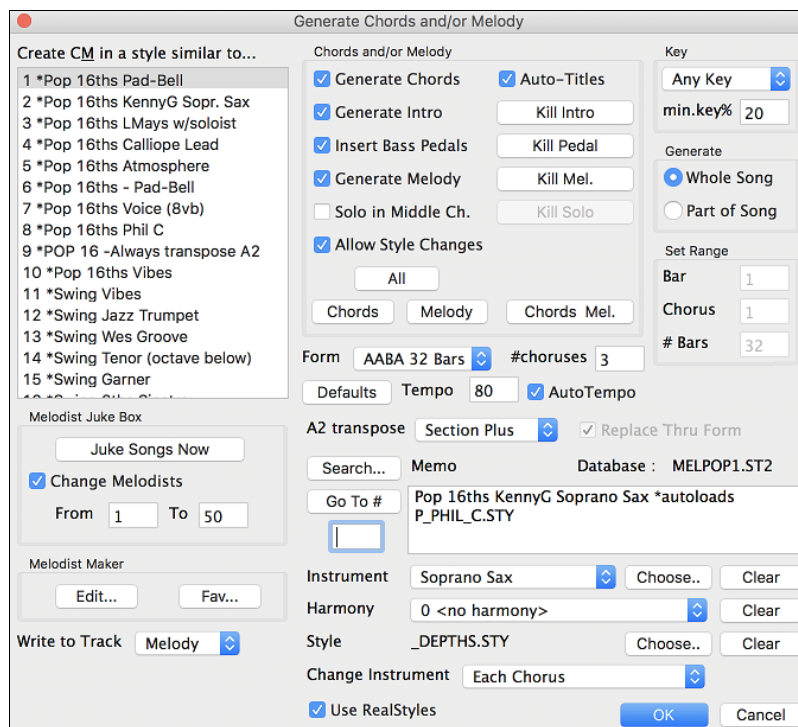 Generate Chords and/or Melody
Create CM in a style similar to...
1 *Pop 16ths Pad-Bell
2 *Pop 16ths KennyG Sopr. Sax
3 *Pop 16ths LMays w/soloist
4 *Pop 16ths Calliope Lead
5 *Pop 16ths Atmosphere
6 *Pop 16ths - Pad-Bell
7 *Pop 16ths Voice (8vb)
8 *Pop 16ths Phil C
9 *POP 16 -Always transpose A2
10 *Pop 16ths Vibes
11 *Swing Vibes
12 *Swing Jazz Trumpet
13 *Swing Wes Groove
14 *Swing Tenor (octave below)
15 *Swing Garner
Melodist Juke Box
Juke Songs Now
Change Melodists
From 1 To 50
Melodist Maker
Edit... Fav...
Write to Track Melody
Chords and/or Melody
Generate Chords Auto-Titles
Generate Intro Kill Intro
Insert Bass Pedals Kill Pedal
Generate Melody Kill Mel.
Solo in Middle Ch. Kill Solo
Allow Style Changes
All
Chords Melody Chords Mel.
Key
Any Key
min.key% 20
Generate
Whole Song
Part of Song
Set Range
Bar 1
Chorus 1
# Bars 32
Form AABA 32 Bars #choruses 3
Defaults Tempo 80 AutoTempo
A2 transpose Section Plus Replace Thru Form
Search... Memo Database : MELPOP1.ST2
Go To #
Pop 16ths KennyG Soprano Sax *autoloads
P_PHIL_C.STY
Instrument Soprano Sax Choose.. Clear
Harmony 0 <no harmony> Clear
Style _DEPTHS.STY Choose.. Clear
Change Instrument Each Chorus
Use RealStyles
OK Cancel